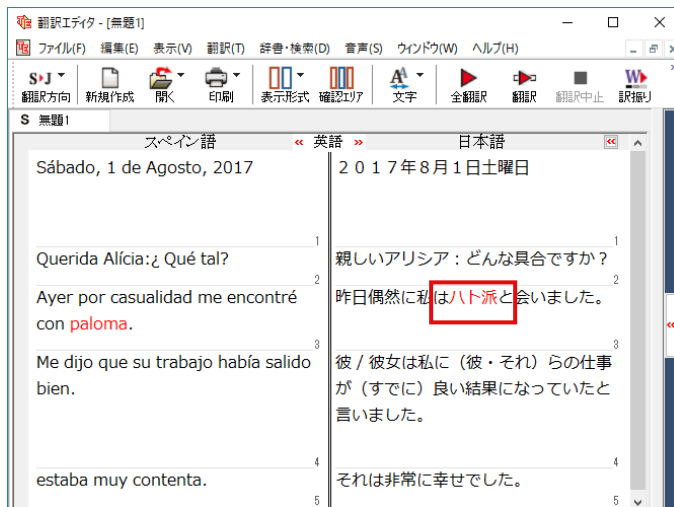 翻訳エディタ - [無題1]
ファイル(F) 編集(E) 表示(V) 翻訳(T) 辞書・検索(D) 音声(S) ウィンドウ(W) ヘルプ(H)
S▸J
翻訳方向 新規作成 開く 印刷 表示形式 確認エリア 文字 全翻訳 翻訳 翻訳中止 訳振り
S 無題1
スペイン語 « 英語 » 日本語 «
Sábado, 1 de Agosto, 2017
２０１７年８月１日土曜日
1 1
Querida Alícia:¿ Qué tal?
親しいアリシア：どんな具合ですか？
2 2
Ayer por casualidad me encontré
con paloma.
昨日偶然に私はハト派と会いました。
3 3
Me dijo que su trabajo había salido
bien.
彼 / 彼女は私に（彼・それ）らの仕事
が（すでに）良い結果になっていたと
言いました。
4 4
estaba muy contenta.
それは非常に幸せでした。
5 5